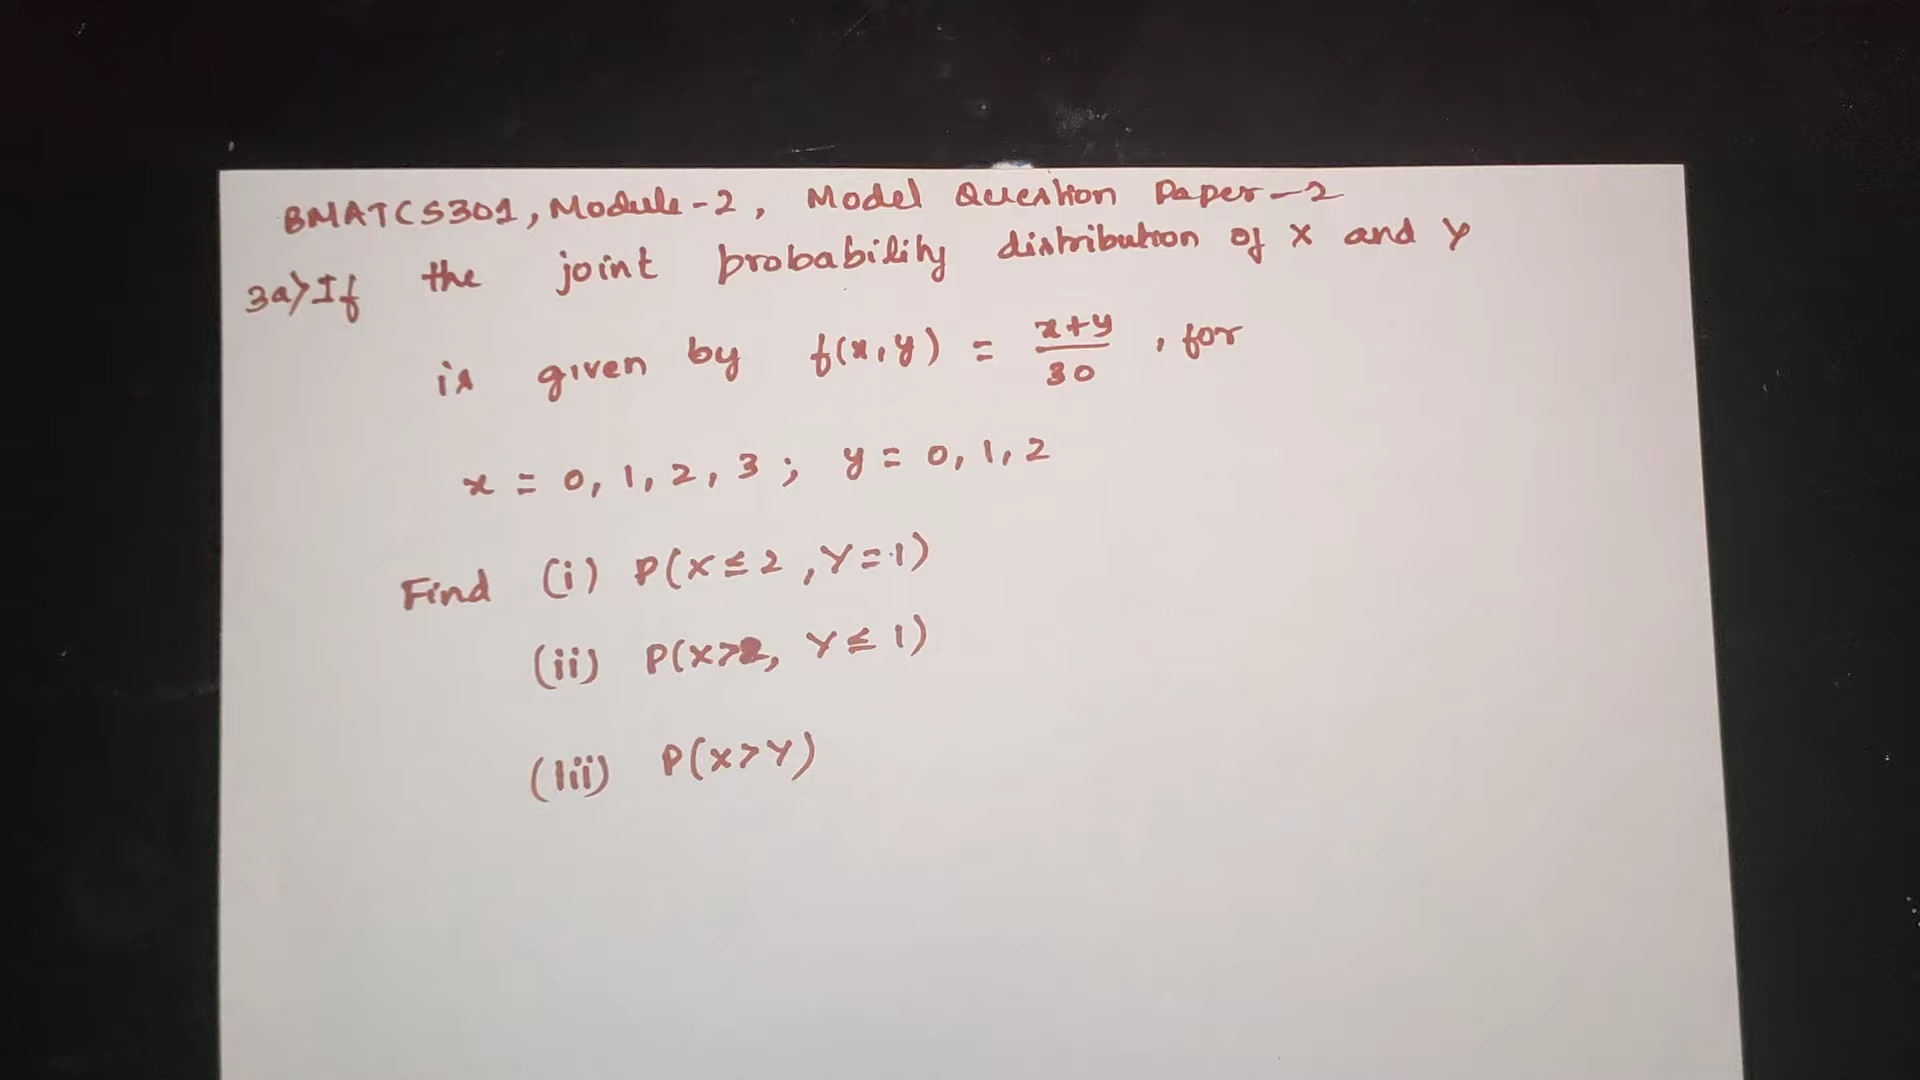 BMATCS301, Module-2, Model Question Paper-2
3a) If the joint probability distribution of X and Y
is given by f(x,y) = x+y/30, for
x = 0, 1, 2, 3; y = 0, 1, 2
Find (i) P(X≤2, Y=1)
(ii) P(X>2, Y≤1)
(iii) P(X>Y)